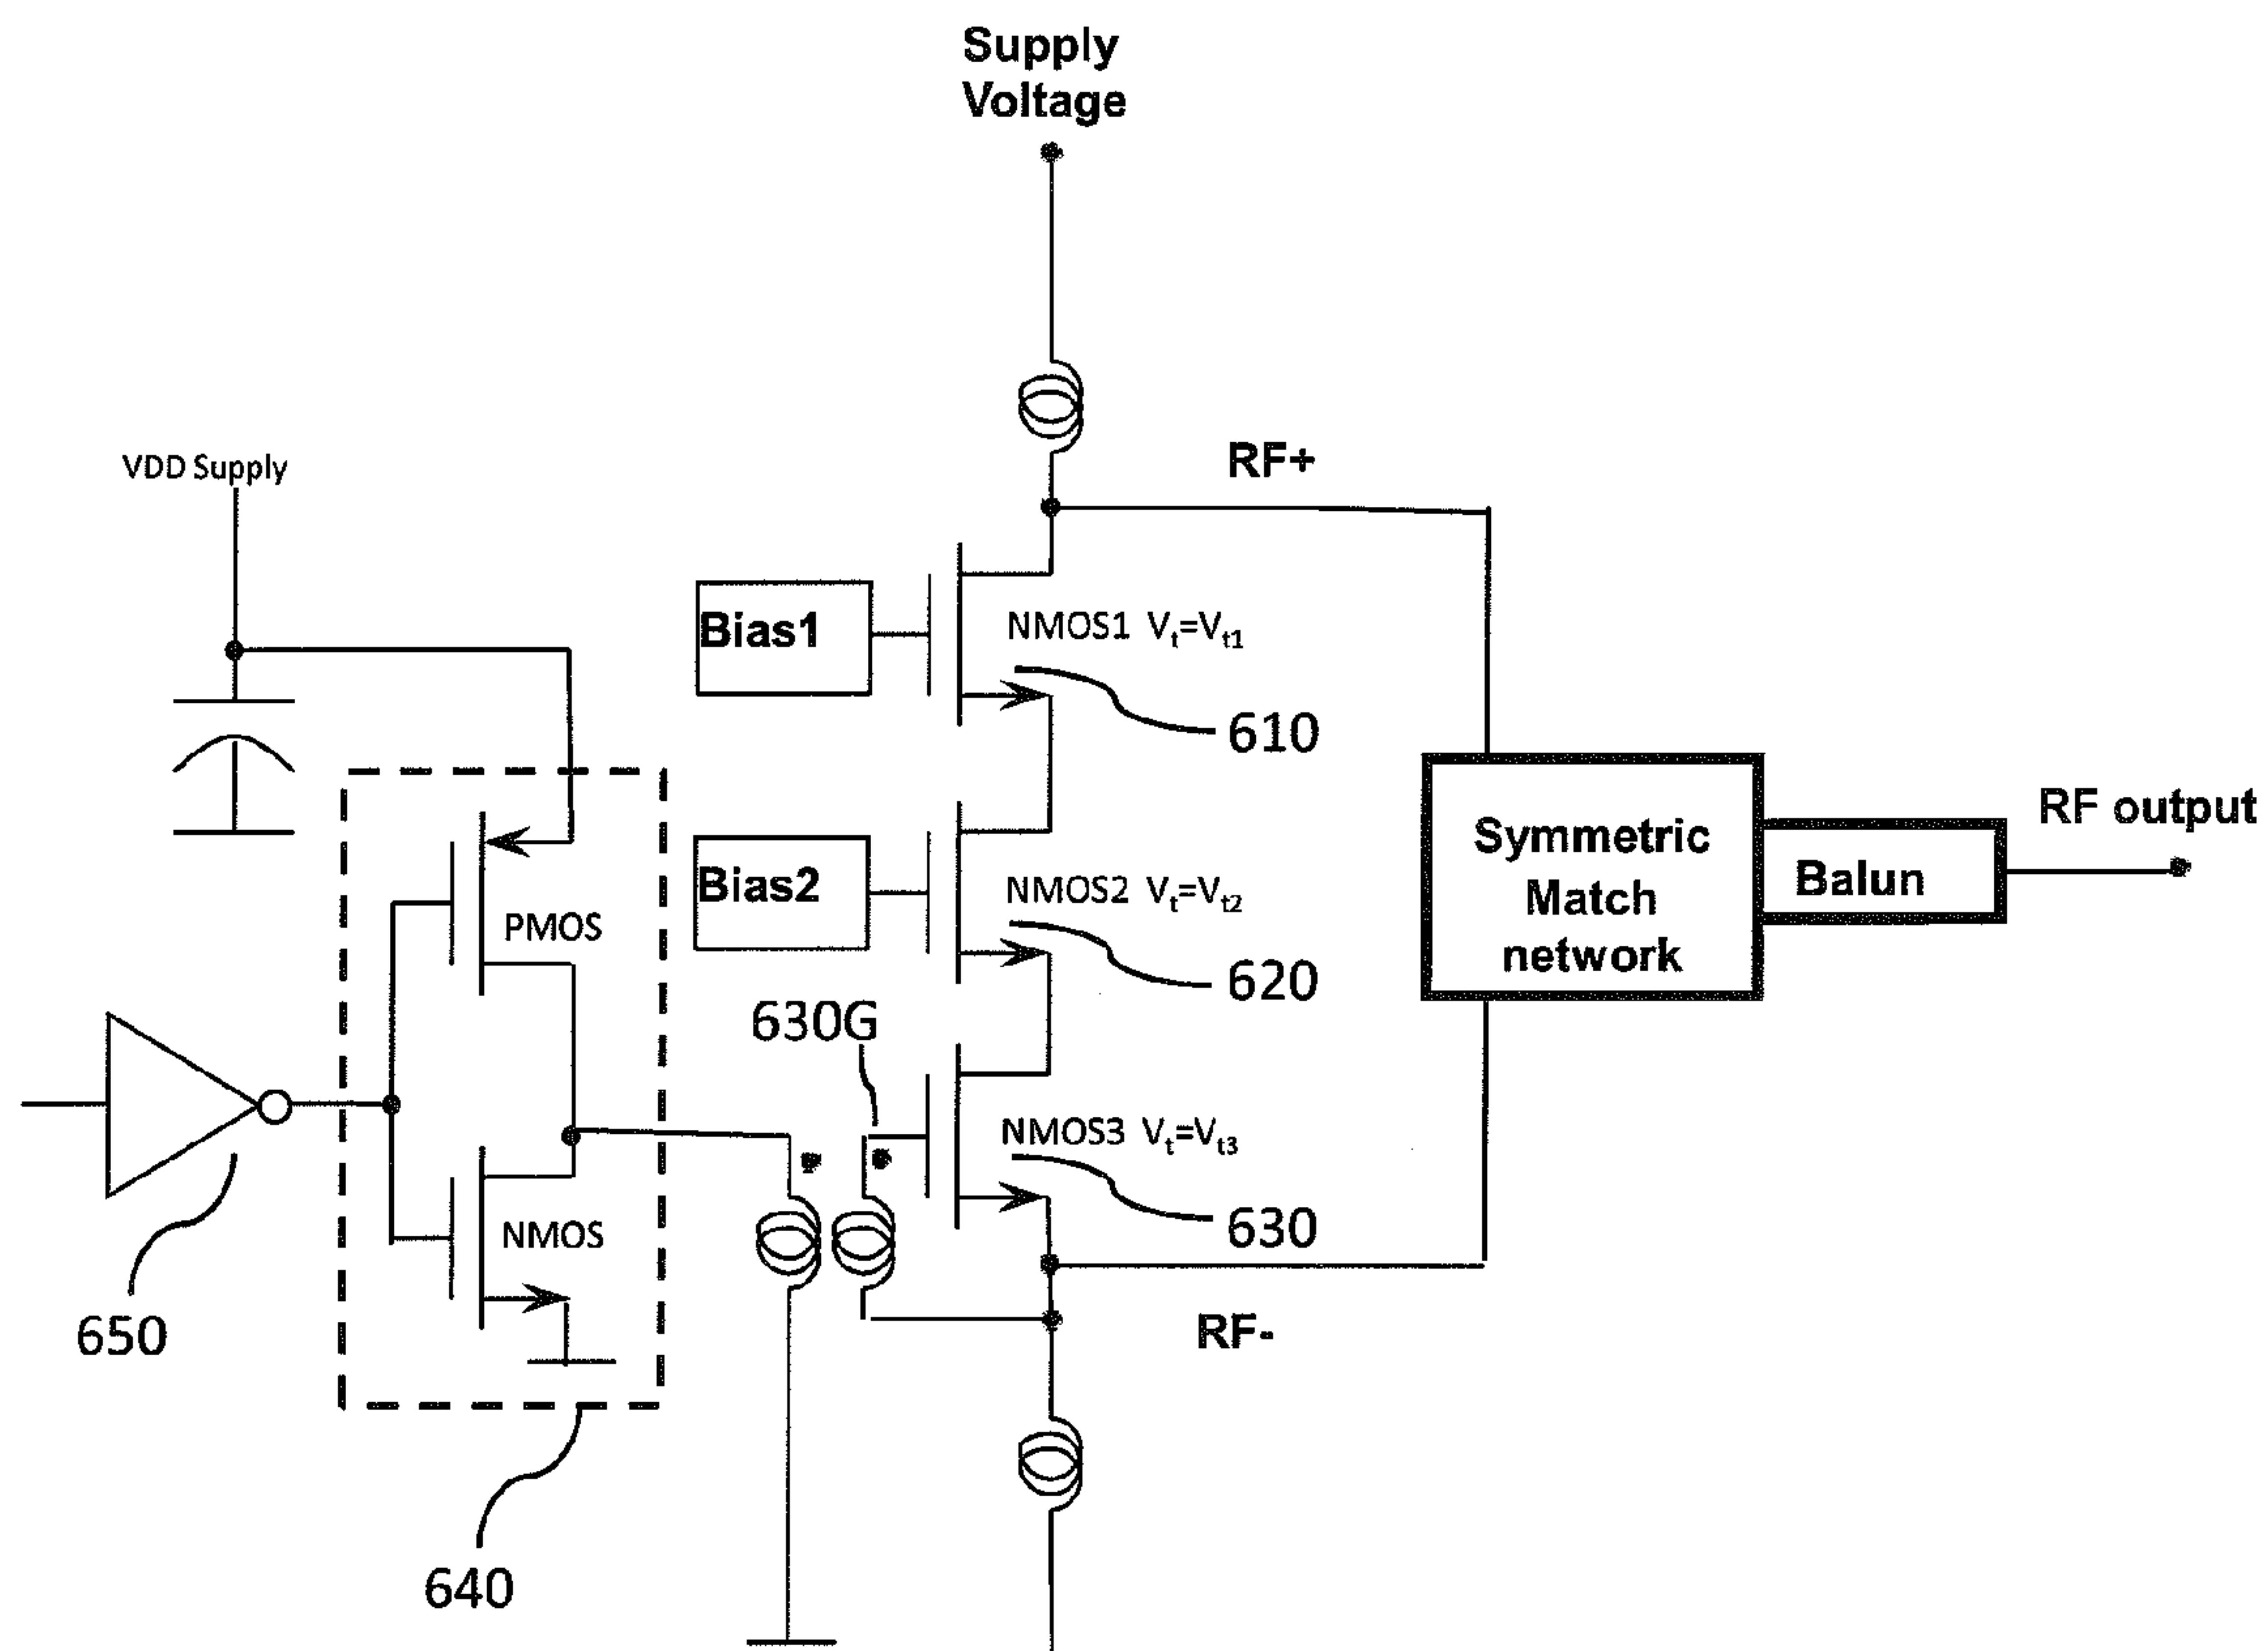 Supply
Voltage
VDD Supply
RF+
Bias1
NMOS1 Vt=Vt1
610
Bias2
NMOS2 Vt=Vt2
620
PMOS
630G
NMOS3 Vt=Vt3
630
NMOS
650
640
RF-
Symmetric
Match
network
Balun
RF output